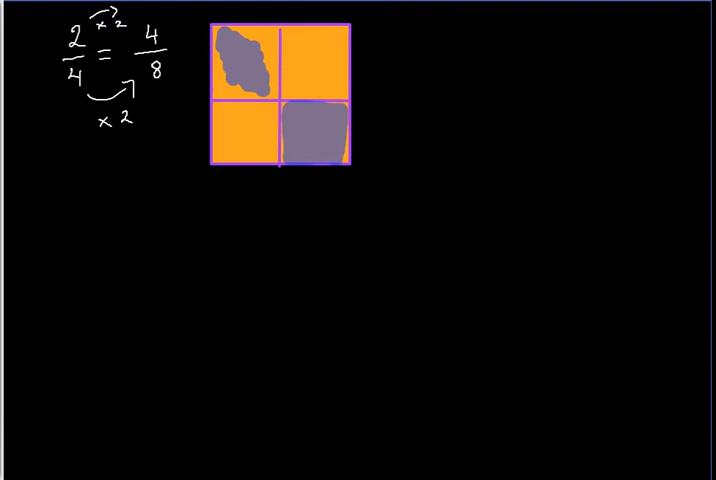 x 2
2/4 = 4/8
x 2